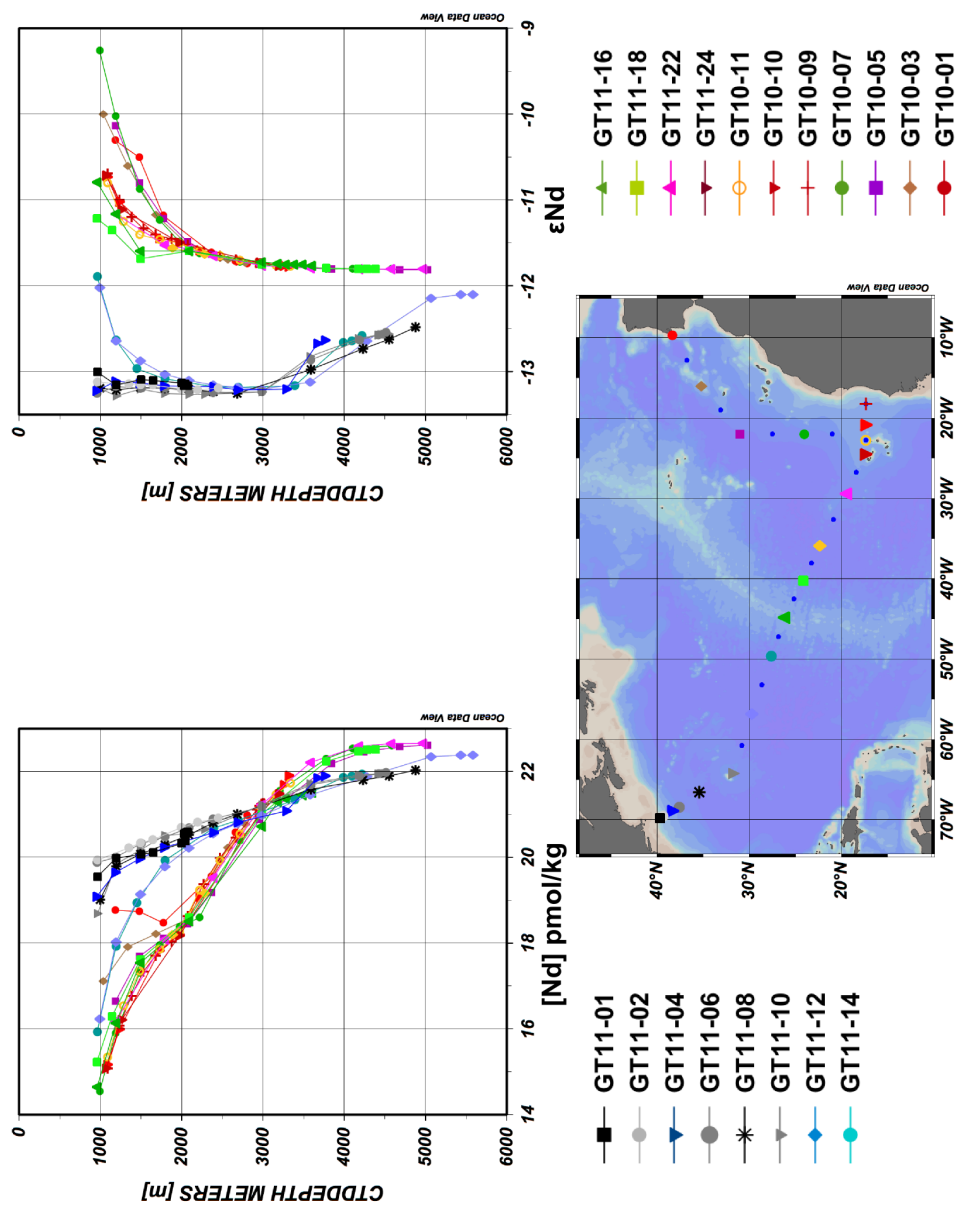 0
1000
2000
3000
4000
5000
6000
CTDDEPTH METERS [m]
14
16
18
20
22
[Nd] pmol/kg
Ocean Data View
0
1000
2000
3000
4000
5000
6000
CTDDEPTH METERS [m]
-13
-12
-11
-10
-9
εNd
Ocean Data View
GT11-01
GT11-02
GT11-04
GT11-06
GT11-08
GT11-10
GT11-12
GT11-14
40°N
30°N
20°N
70°W
60°W
50°W
40°W
30°W
20°W
10°W
Ocean Data View
GT11-16
GT11-18
GT11-22
GT11-24
GT10-11
GT10-10
GT10-09
GT10-07
GT10-05
GT10-03
GT10-01